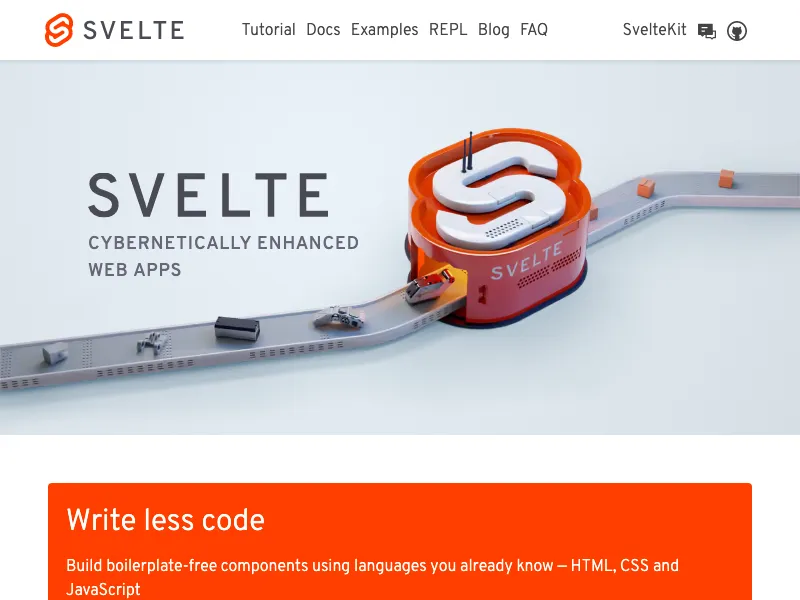 SVELTE
Tutorial Docs Examples REPL Blog FAQ
SvelteKit
SVELTE
CYBERNETICALLY ENHANCED
WEB APPS
SVELTE
Write less code
Build boilerplate-free components using languages you already know — HTML, CSS and
JavaScript